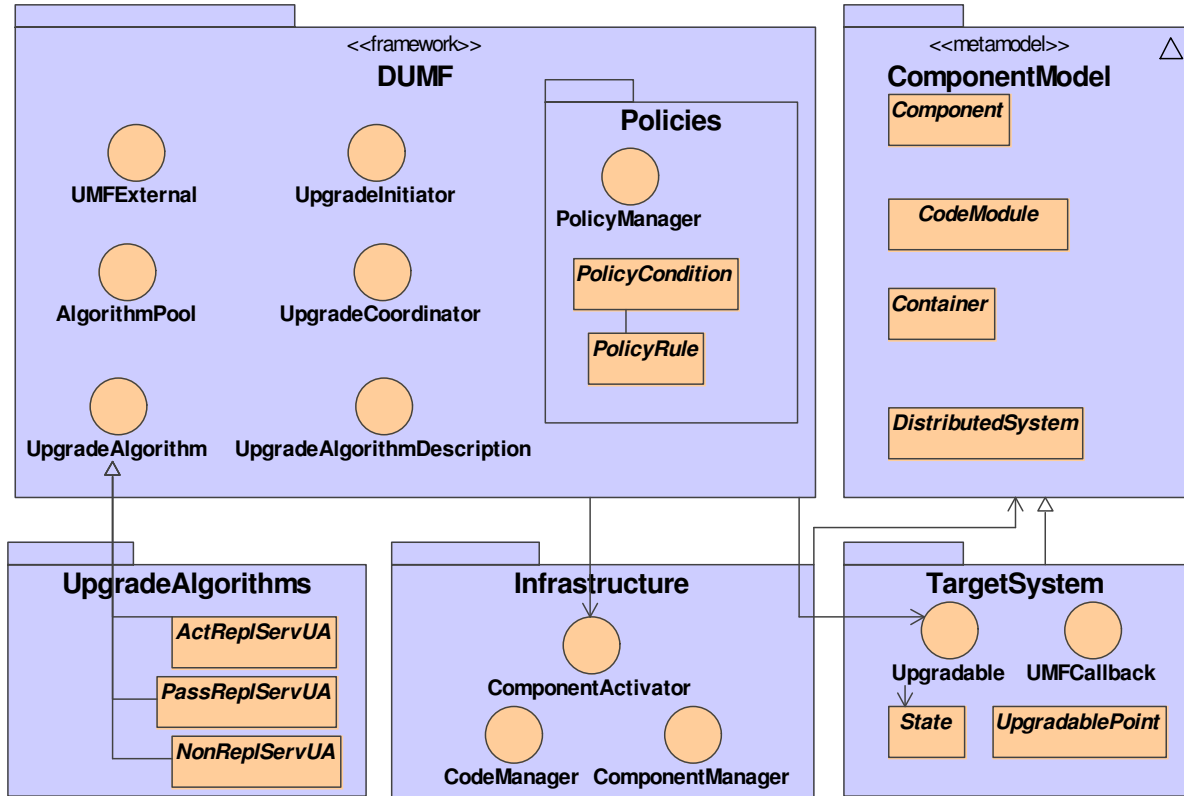 <<framework>>
DUMF
UMFExternal
UpgradeInitiator
AlgorithmPool
UpgradeCoordinator
UpgradeAlgorithm
UpgradeAlgorithmDescription
Policies
PolicyManager
PolicyCondition
PolicyRule
<<metamodel>>
ComponentModel
Component
CodeModule
Container
DistributedSystem
UpgradeAlgorithms
ActReplServUA
PassReplServUA
NonReplServUA
Infrastructure
ComponentActivator
CodeManager
ComponentManager
TargetSystem
Upgradable
UMFCallback
State
UpgradablePoint